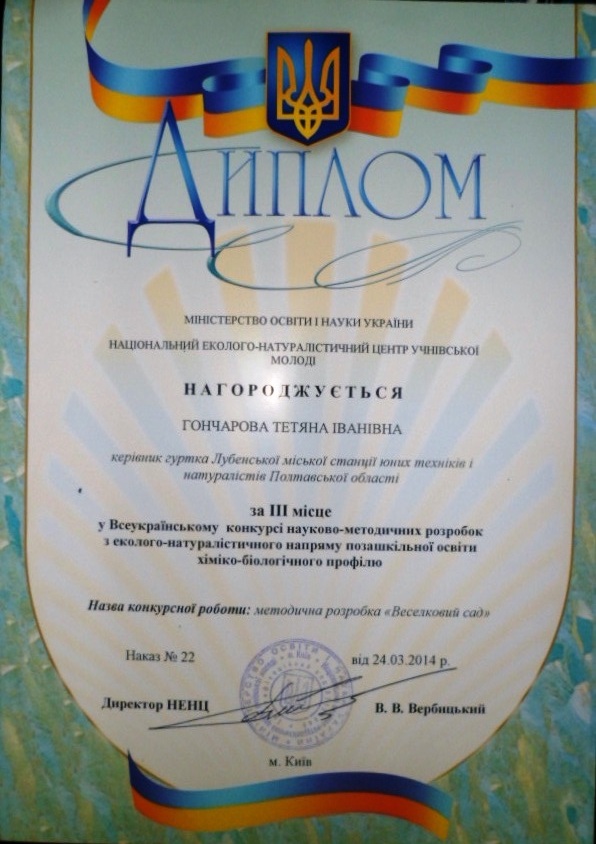 Диплом
МІНІСТЕРСТВО ОСВІТИ І НАУКИ УКРАЇНИ
НАЦІОНАЛЬНИЙ ЕКОЛОГО-НАТУРАЛІСТИЧНИЙ ЦЕНТР УЧНІВСЬКОЇ
МОЛОДІ
НАГОРОДЖУЄТЬСЯ
ГОНЧАРОВА ТЕТЯНА ІВАНІВНА
керівник гуртка Лубенської міської станції юних техніків і
натуралістів Полтавської області
за III місце
у Всеукраїнському конкурсі науково-методичних розробок
з еколого-натуралістичного напряму позашкільної освіти
хіміко-біологічного профілю
Назва конкурсної роботи: методична розробка «Веселковий сад»
Наказ № 22 від 24.03.2014 р.
Директор НЕНЦ В. В. Вербицький
м. Київ